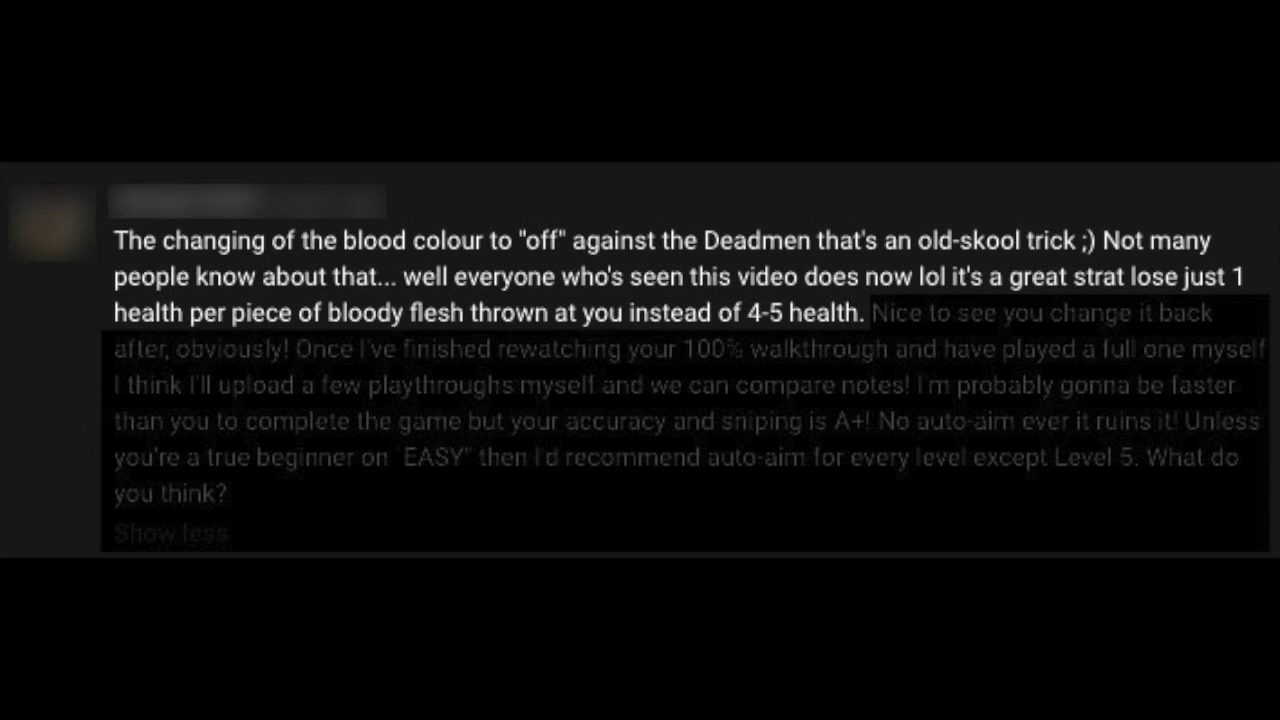 The changing of the blood colour to "off" against the Deadmen that's an old-skool trick ;) Not many
people know about that... well everyone who's seen this video does now lol it's a great strat lose just 1
health per piece of bloody flesh thrown at you instead of 4-5 health. Nice to see you change it back
after, obviously! Once I've finished rewatching your 100% walkthrough and have played a full one myself
I think I'll upload a few playthroughs myself and we can compare notes! I'm probably gonna be faster
than you to complete the game but your accuracy and sniping is A+! No auto-aim ever it ruins it! Unless
you're a true beginner on "EASY" then I'd recommend auto-aim for every level except Level 5. What do
you think?
Show less